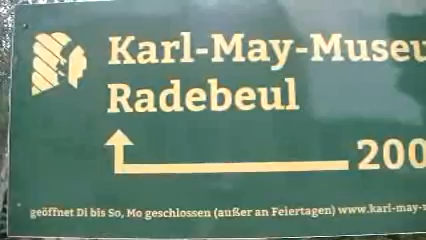 Karl-May-Museu
Radebeul
200
geöffnet Di bis So, Mo geschlossen (außer an Feiertagen) www.karl-may-